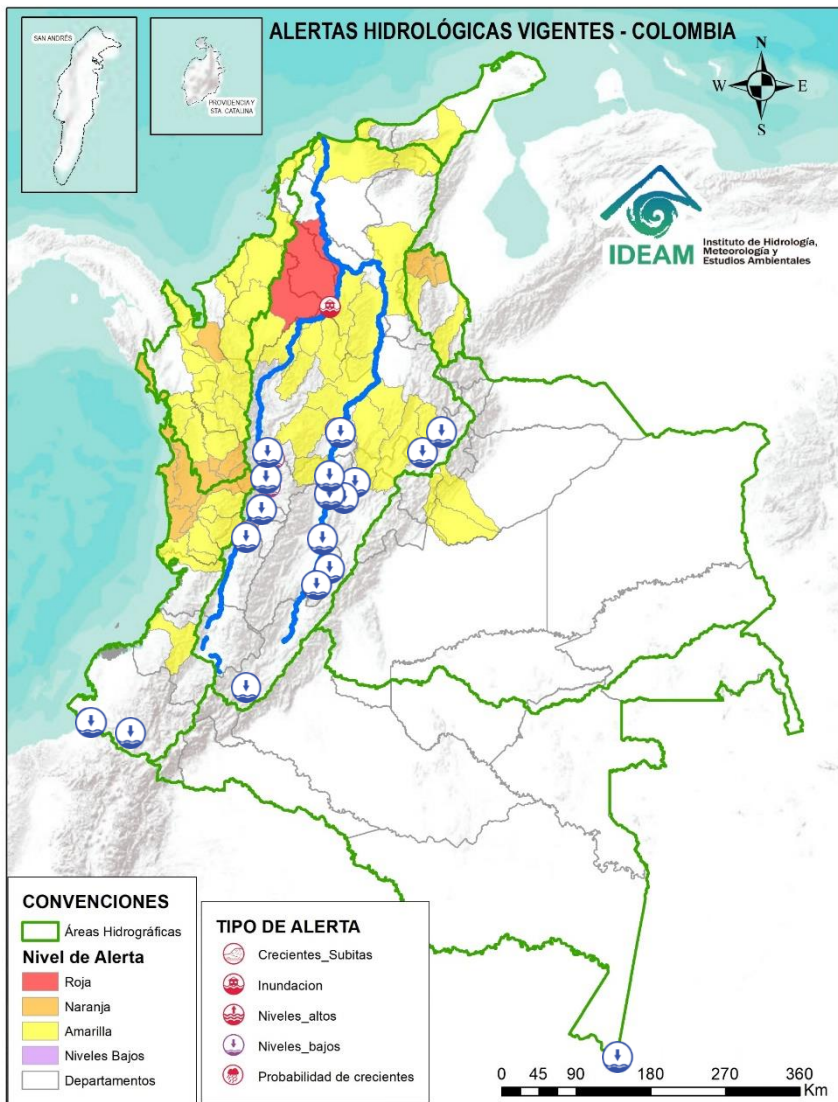 ALERTAS HIDROLÓGICAS VIGENTES - COLOMBIA
SAN ANDRÉS
PROVIDENCIA Y
STA. CATALINA
N
W
E
S
IDEAM
Instituto de Hidrología,
Meteorología y
Estudios Ambientales
CONVENCIONES
Áreas Hidrográficas
Nivel de Alerta
Roja
Naranja
Amarilla
Niveles Bajos
Departamentos
TIPO DE ALERTA
Crecientes_Subitas
Inundacion
Niveles_altos
Niveles_bajos
Probabilidad de crecientes
0 45 90 180 270 360
Km